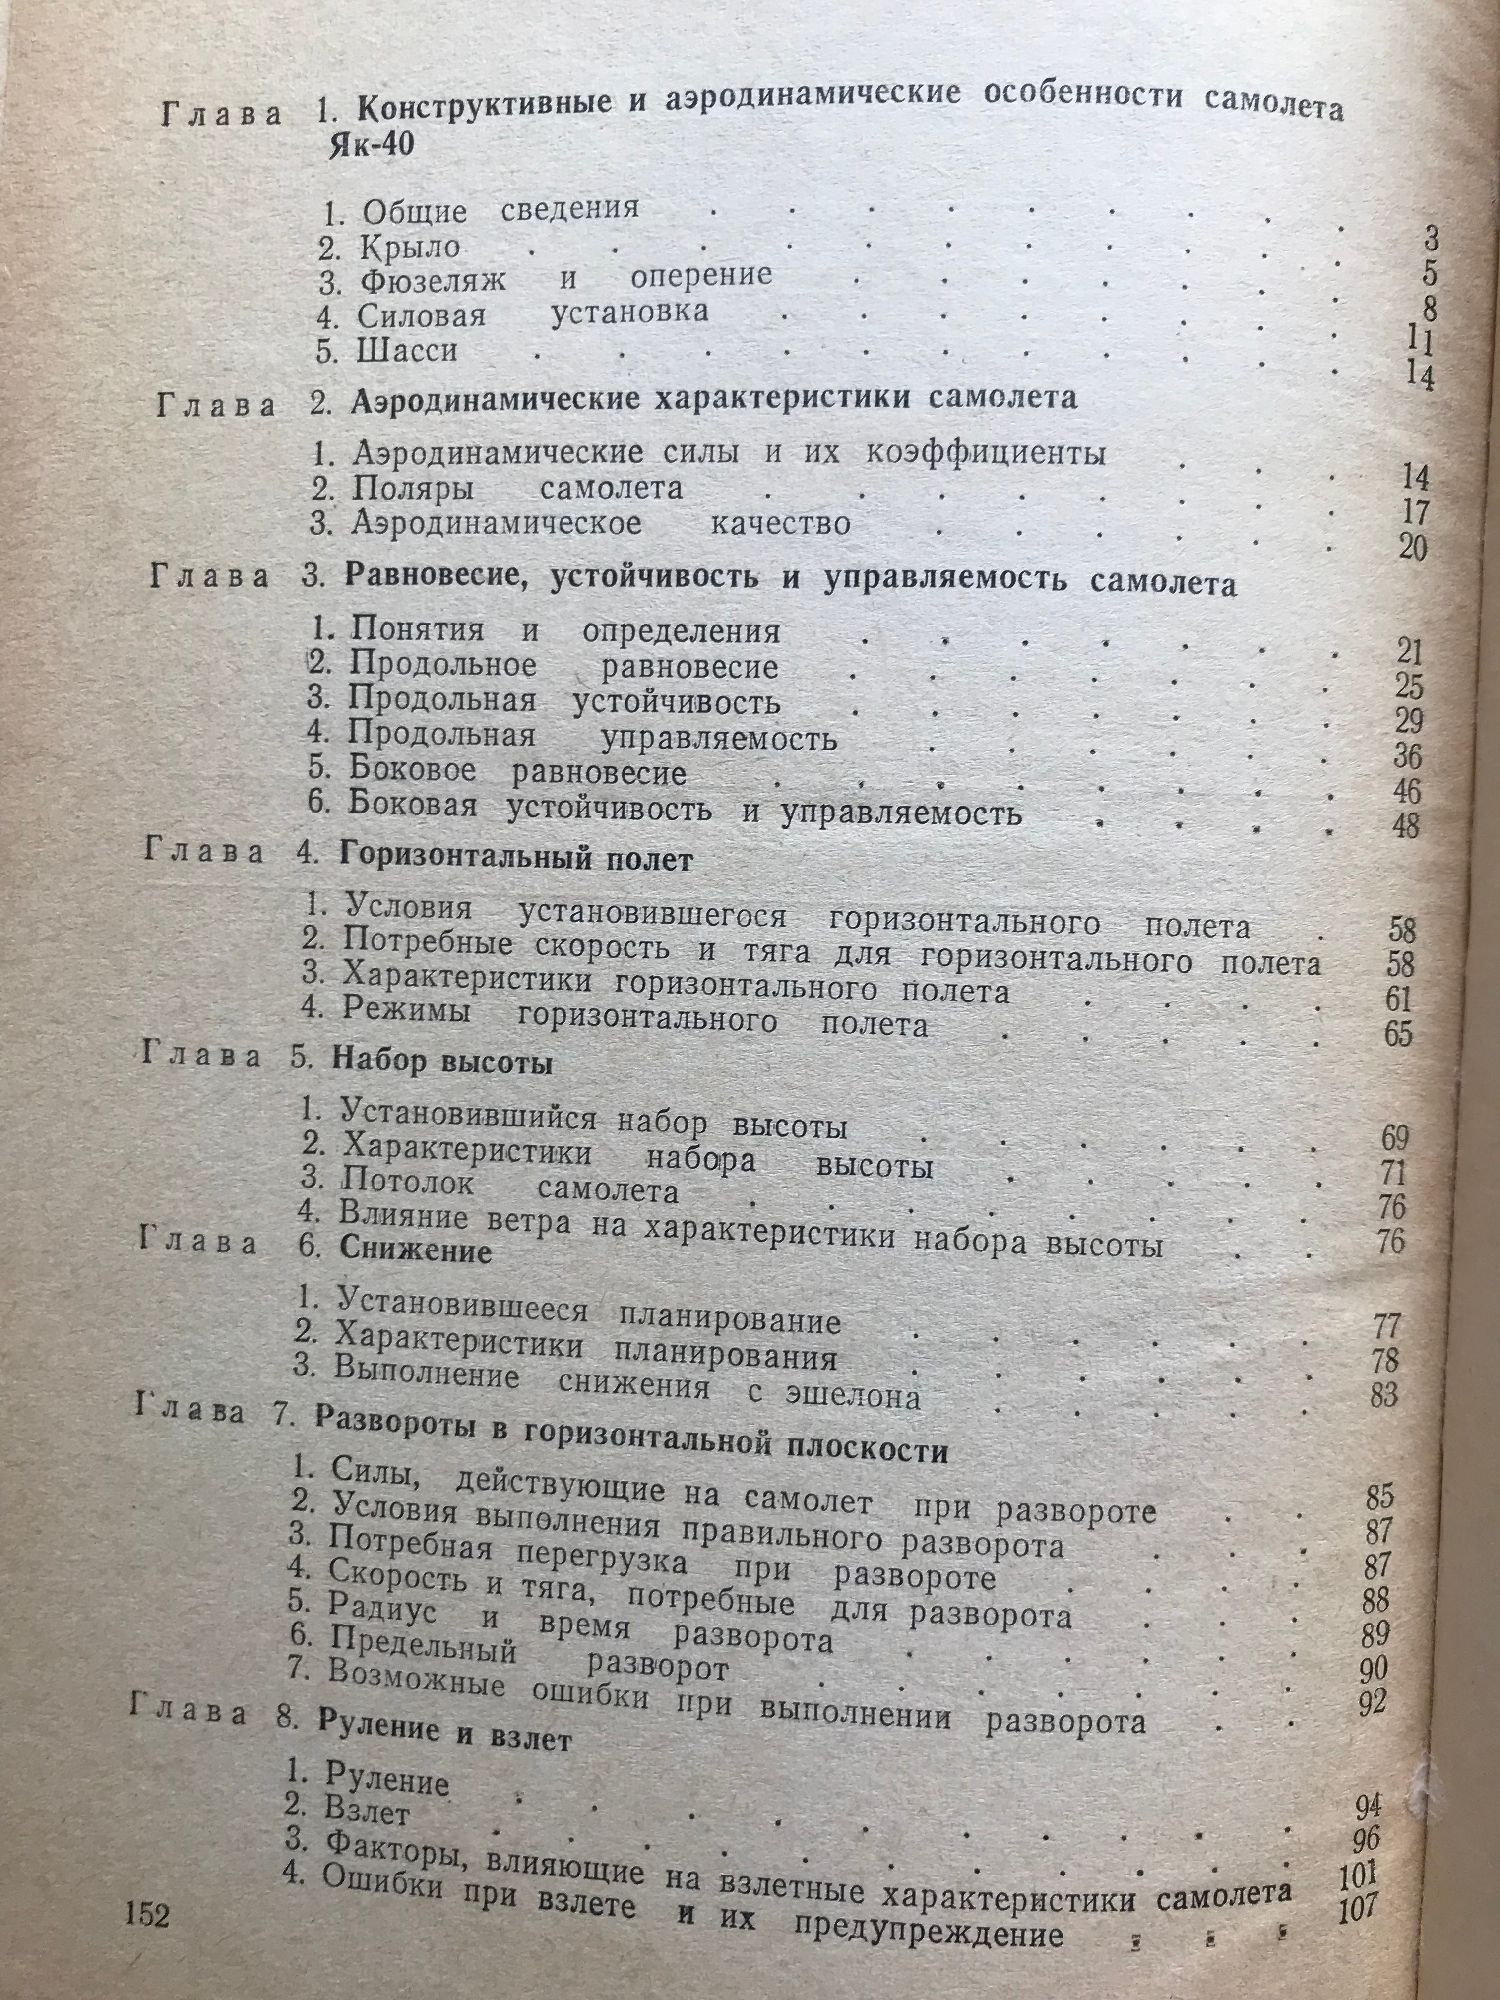 Глава 1. Конструктивные и аэродинамические особенности самолета
Як-40
1. Общие сведения . . . . . . . . . 3
2. Крыло . . . . . . . . . . . 5
3. Фюзеляж и оперение . . . . . . . 8
4. Силовая установка . . . . . . . . 11
5. Шасси . . . . . . . . . . . 14
Глава 2. Аэродинамические характеристики самолета
1. Аэродинамические силы и их коэффициенты . . . 14
2. Поляры самолета . . . . . . . . 17
3. Аэродинамическое качество . . . . . . 20
Глава 3. Равновесие, устойчивость и управляемость самолета
1. Понятия и определения . . . . . . . 21
2. Продольное равновесие . . . . . . . 25
3. Продольная устойчивость . . . . . . . 29
4. Продольная управляемость . . . . . . 36
5. Боковое равновесие . . . . . . . . 46
6. Боковая устойчивость и управляемость . . . . 48
Глава 4. Горизонтальный полет
1. Условия установившегося горизонтального полета . 58
2. Потребные скорость и тяга для горизонтального полета 58
3. Характеристики горизонтального полета . . . . 61
4. Режимы горизонтального полета . . . . . 65
Глава 5. Набор высоты
1. Установившийся набор высоты . . . . . . 69
2. Характеристики набора высоты . . . . . 71
3. Потолок самолета . . . . . . . . 76
4. Влияние ветра на характеристики набора высоты . . 76
Глава 6. Снижение
1. Установившееся планирование . . . . . . 77
2. Характеристики планирования . . . . . . 78
3. Выполнение снижения с эшелона . . . . . 83
Глава 7. Развороты в горизонтальной плоскости
1. Силы, действующие на самолет при развороте . . 85
2. Условия выполнения правильного разворота . . . 87
3. Потребная перегрузка при развороте . . . . 87
4. Скорость и тяга, потребные для разворота . . . 88
5. Радиус и время разворота . . . . . . 89
6. Предельный разворот . . . . . . . 90
7. Возможные ошибки при выполнении разворота . . 92
Глава 8. Руление и взлет
1. Руление . . . . . . . . . . 94
2. Взлет . . . . . . . . . . . 96
3. Факторы, влияющие на взлетные характеристики самолета 101
4. Ошибки при взлете и их предупреждение . . . 107
152